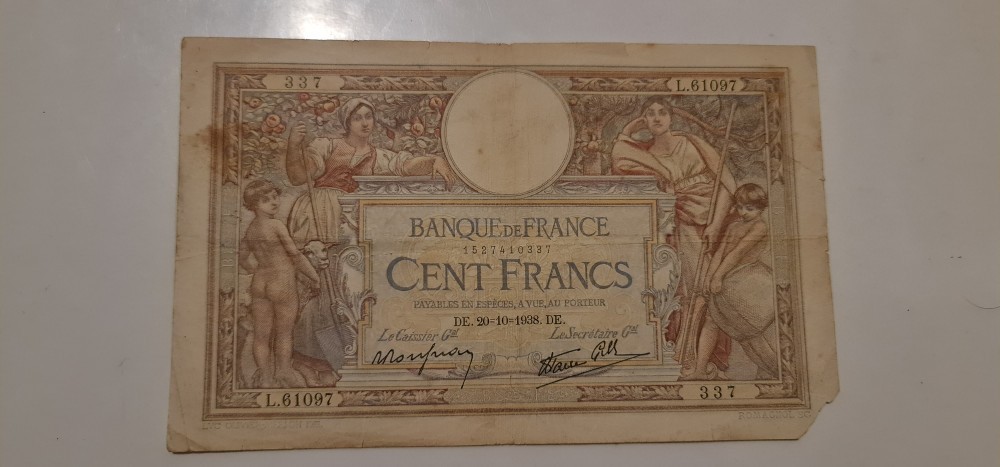 337
L.61097
BANQUE DE FRANCE
1527410337
CENT FRANCS
PAYABLES EN ESPÈCES, A VUE, AU PORTEUR
DE. 20=10=1938. DE.
Le Caissier Gal
Le Secrétaire Gal
L.61097
337